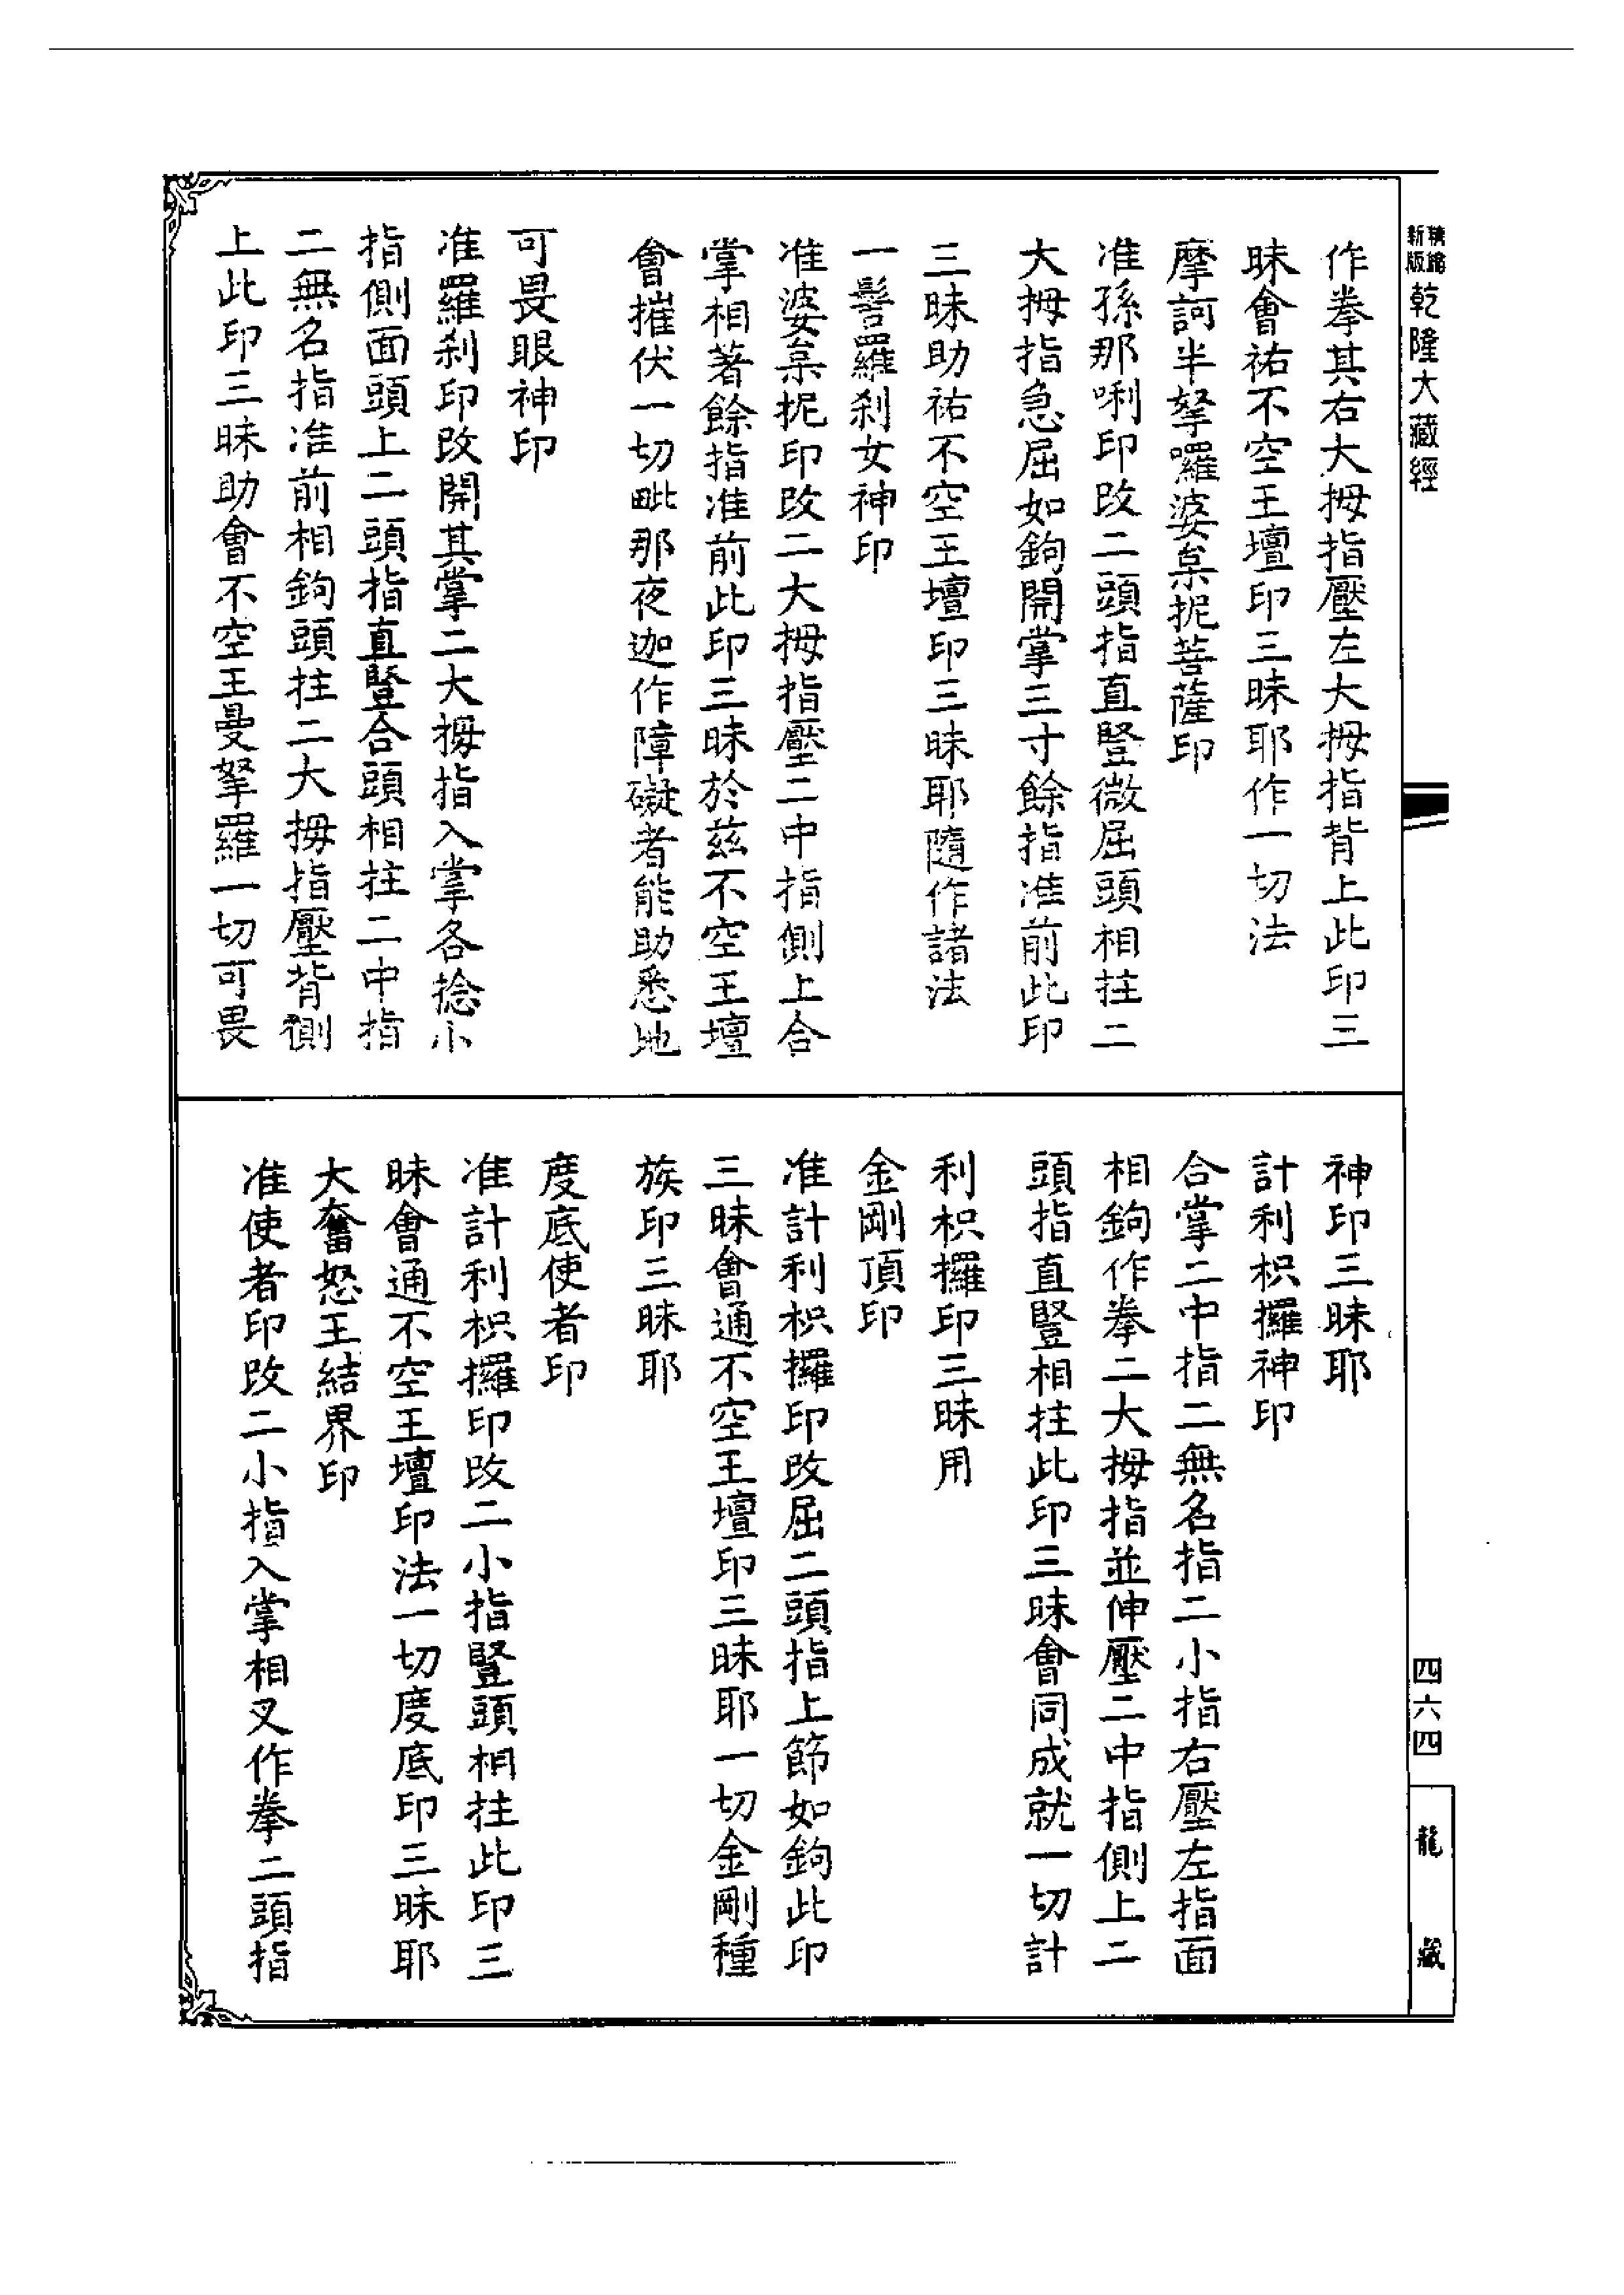 作拳其右大拇指壓左大拇指背上此印三
昧會祐不空王壇印三昧耶作一切法
摩訶半拏囉婆枲抳菩薩印
准孫那唎印改二頭指直豎微屈頭相拄二
大拇指急屈如鉤開掌三寸餘指准前此印
三昧助祐不空王壇印三昧耶隨作諸法
一髻羅剎女神印
准婆枲抳印改二大拇指壓二中指側上合
掌相著餘指准前此印三昧於茲不空王壇
會摧伏一切毗那夜迦作障礙者能助悉地
可畏眼神印
准羅剎印改開其掌二大拇指入掌各捻小
指側面頭上二頭指直豎合頭相拄二中指
二無名指准前相鉤頭拄二大拇指壓背側
上此印三昧助會不空王曼拏羅一切可畏
神印三昧耶
計利枳攞神印
合掌二中指二無名指二小指右壓左指面
相鉤作拳二大拇指並伸壓二中指側上二
頭指直豎相拄此印三昧會同成就一切計
利枳攞印三昧用
金剛頂印
准計利枳攞印改屈二頭指上節如鉤此印
三昧會通不空王壇印三昧耶一切金剛種
族印三昧耶
度底使者印
准計利枳攞印改二小指豎頭相拄此印三
昧會通不空王壇印法一切度底印三昧耶
大奮怒王結界印
准使者印改二小指入掌相叉作拳二頭指
新版 精縮
乾隆大藏經
四六四
龍藏